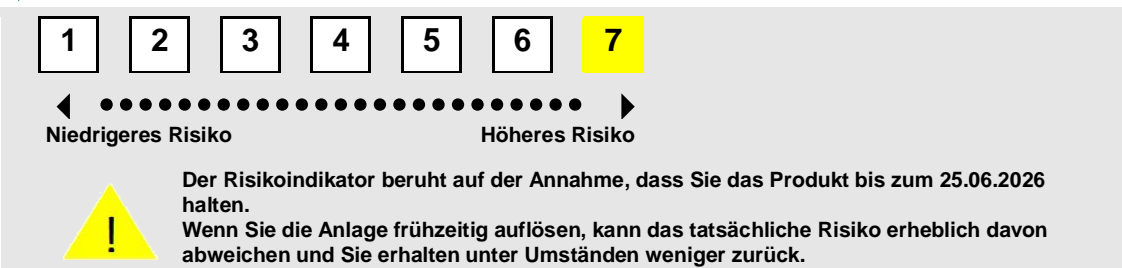 1 2 3 4 5 6 7
Niedrigeres Risiko Höheres Risiko
Der Risikoindikator beruht auf der Annahme, dass Sie das Produkt bis zum 25.06.2026
halten.
Wenn Sie die Anlage frühzeitig auflösen, kann das tatsächliche Risiko erheblich davon
abweichen und Sie erhalten unter Umständen weniger zurück.
!